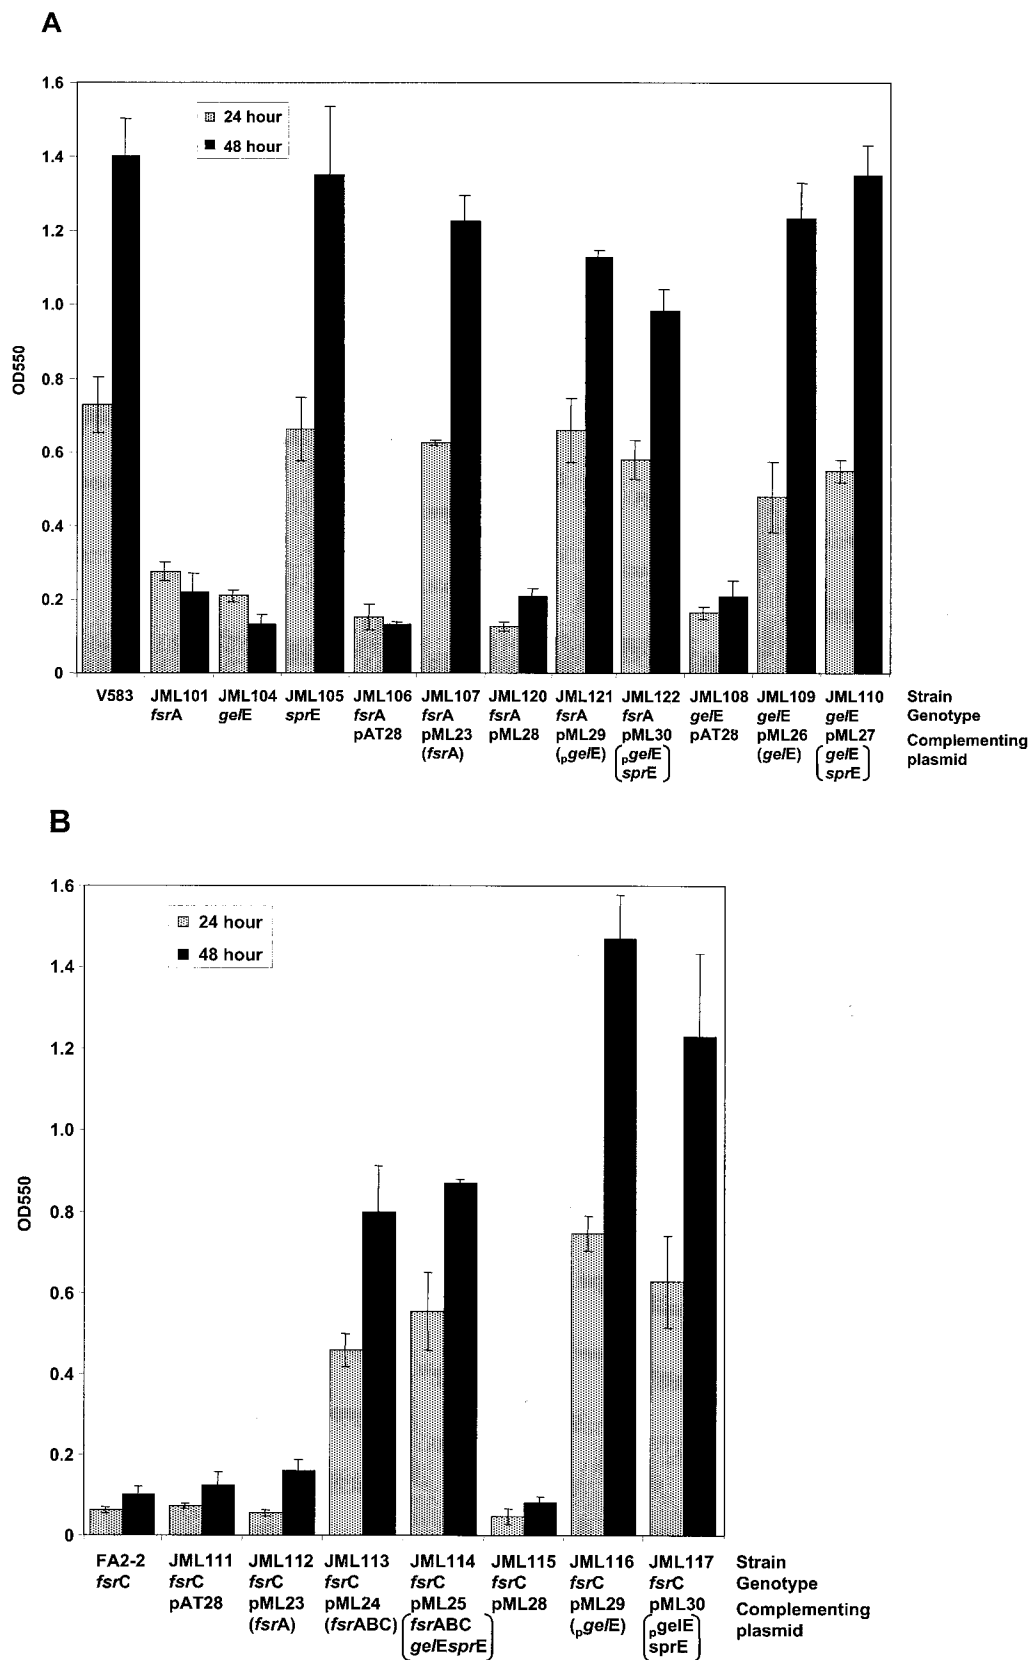 A
1.6
24 hour
48 hour
1.4
1.2
1.0
OD550
0.8
0.6
0.4
0.2
0
V583 JML101 JML104 JML105 JML106 JML107 JML120 JML121 JML122 JML108 JML109 JML110 Strain
fsrA gelE sprE fsrA fsrA fsrA fsrA fsrA gelE gelE gelE Genotype
pAT28 pML23 pML28 pML29 pML30 pAT28 pML26 pML27 Complementing
(fsrA) (pgelE) (pgelE (gelE) (gelE plasmid
sprE) sprE)
B
1.6
24 hour
48 hour
1.4
1.2
1.0
OD550
0.8
0.6
0.4
0.2
0
FA2-2 JML111 JML112 JML113 JML114 JML115 JML116 JML117 Strain
fsrC fsrC fsrC fsrC fsrC fsrC fsrC fsrC Genotype
pAT28 pML23 pML24 pML25 pML28 pML29 pML30 Complementing
(fsrA) (fsrABC) (fsrABC (pgelE) (pgelE plasmid
gelEsprE) sprE)